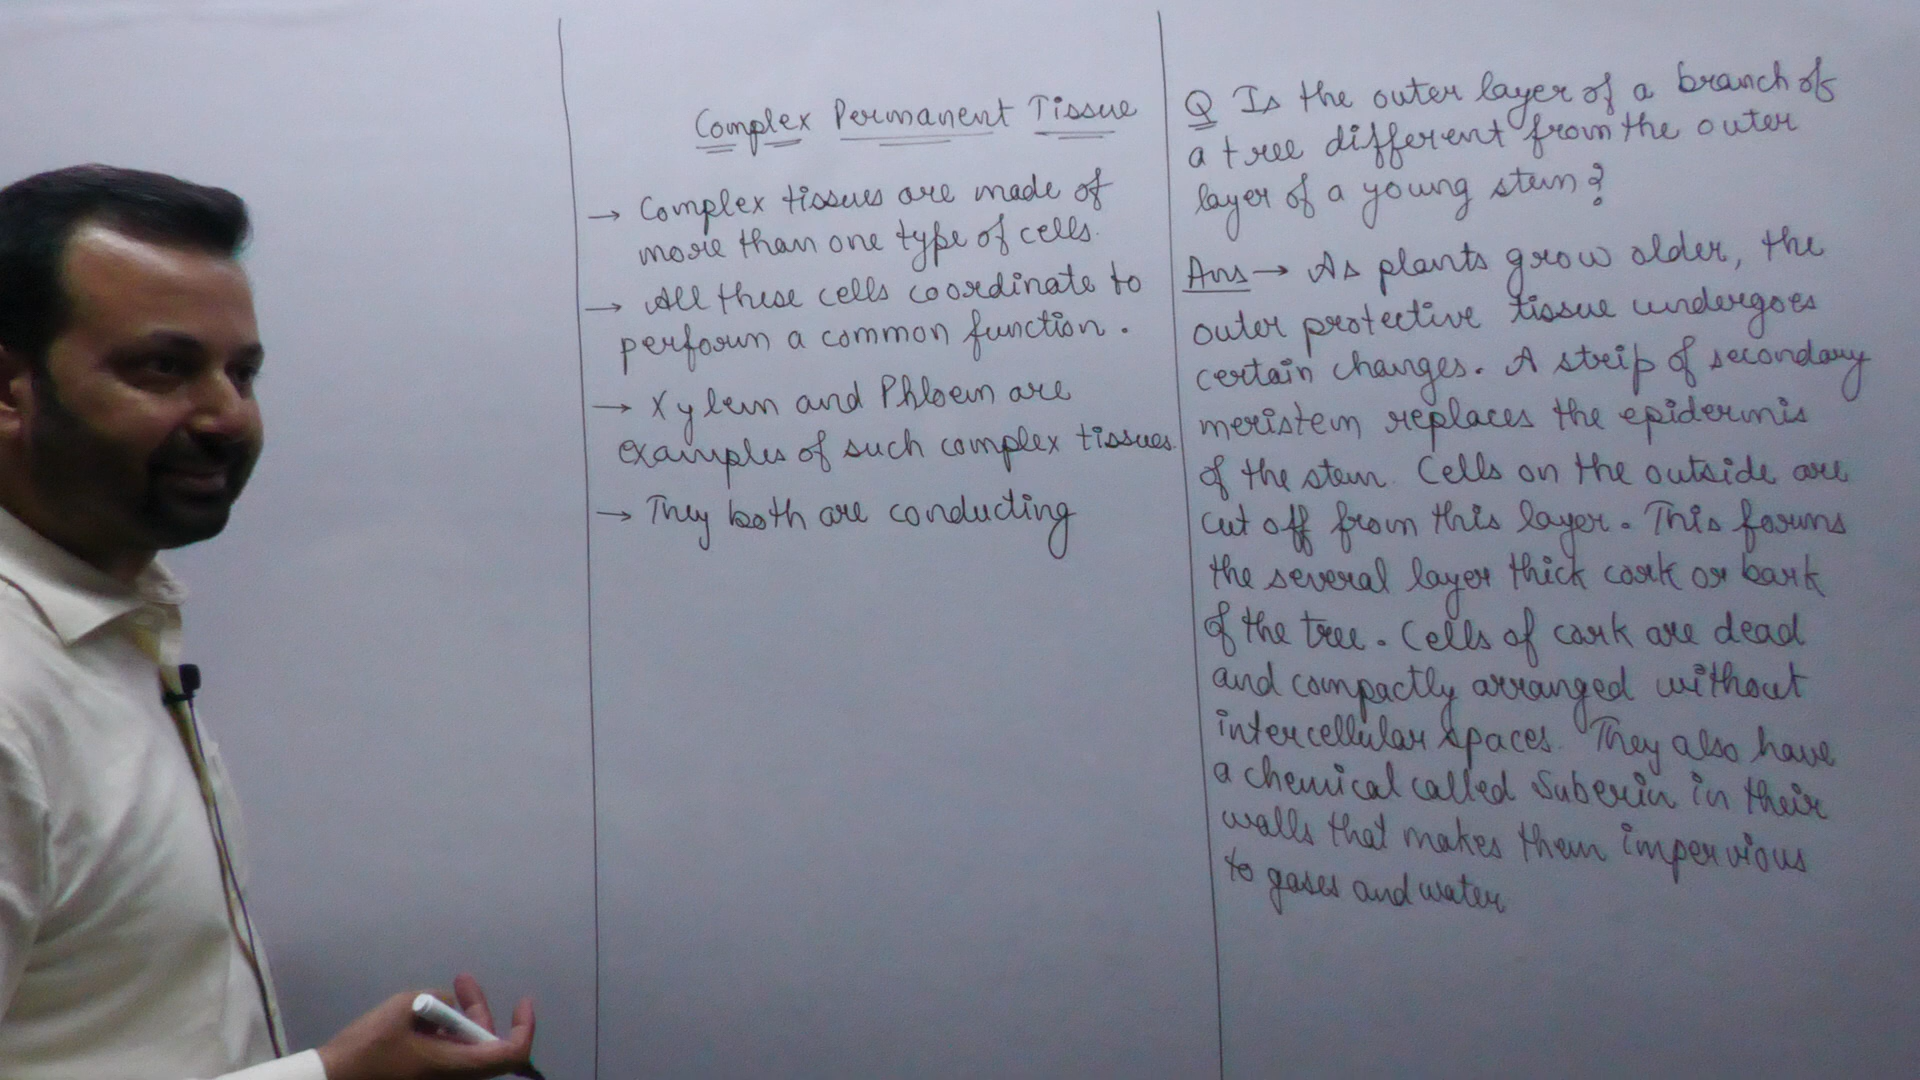 Complex Permanent Tissue
→ Complex tissues are made of
more than one type of cells.
→ All these cells coordinate to
perform a common function.
→ Xylem and Phloem are
examples of such complex tissues.
→ They both are conducting
Q Is the outer layer of a branch of
a tree different from the outer
layer of a young stem?
Ans → As plants grow older, the
outer protective tissue undergoes
certain changes. A strip of secondary
meristem replaces the epidermis
of the stem. Cells on the outside are
cut off from this layer. This forms
the several layer thick cork or bark
of the tree. Cells of cork are dead
and compactly arranged without
intercellular spaces. They also have
a chemical called Suberin in their
walls that makes them impervious
to gases and water